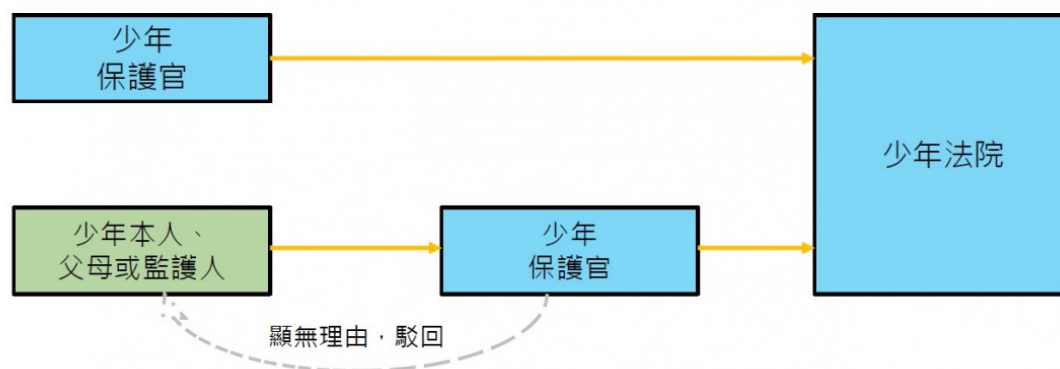 少年
保護官
少年法院
少年本人、
父母或監護人
少年
保護官
顯無理由，駁回